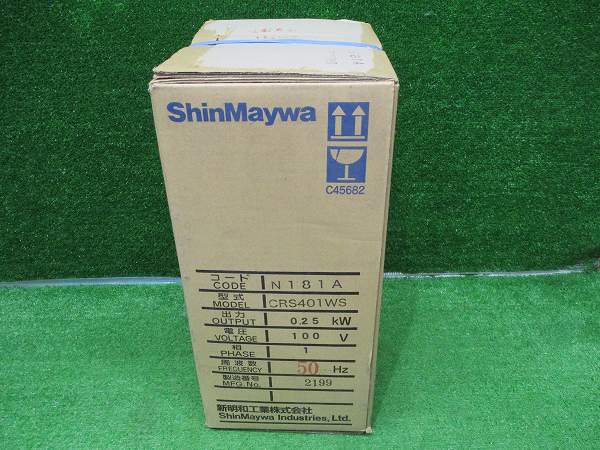 ShinMaywa
C45682
コード
CODE N181A
型式
MODEL CRS401WS
出力
OUTPUT 0.25 kW
電圧
VOLTAGE 100 V
相
PHASE 1
周波数
FREQUENCY 50 Hz
製造番号
MFG.No. 2199
新明和工業株式会社
ShinMaywa Industries, Ltd.